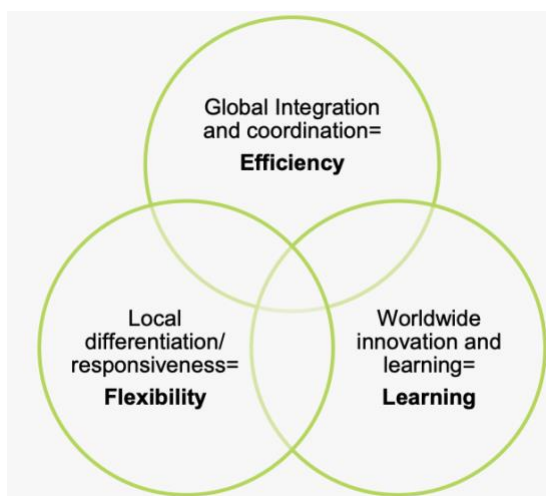 Global Integration
and coordination=
Efficiency
Local
differentiation/
responsiveness=
Flexibility
Worldwide
innovation and
learning=
Learning